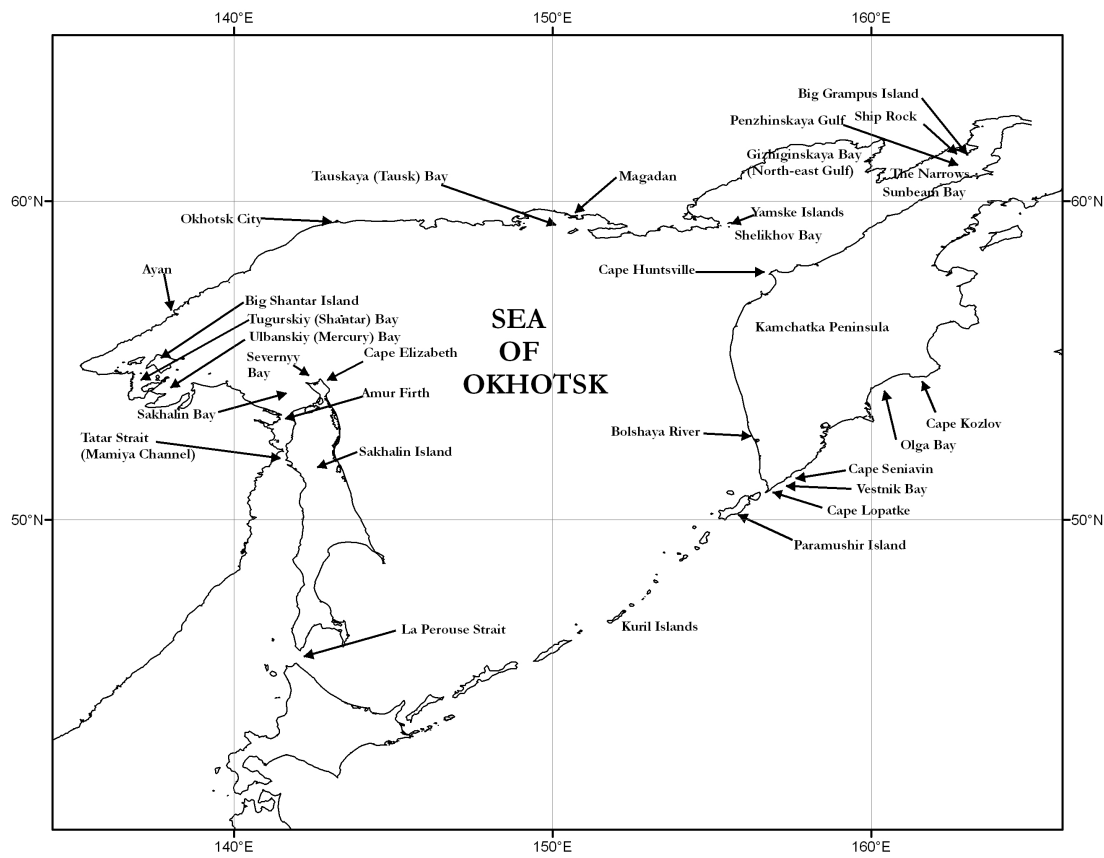 140°E 150°E 160°E
Big Grampus Island
Penzhinskaya Gulf Ship Rock
Gizhiginskaya Bay
(North-east Gulf)
The Narrows
Sunbeam Bay
Tauskaya (Tausk) Bay
Magadan
60°N
60°N
Okhotsk City
Yamske Islands
Shelikhov Bay
Ayan
Cape Huntsville
Big Shantar Island
Tugurskiy (Shantar) Bay
Ulbanskiy (Mercury) Bay
SEA
OF
OKHOTSK
Kamchatka Peninsula
Severnyy
Bay
Cape Elizabeth
Amur Firth
Sakhalin Bay
Cape Kozlov
Bolshaya River
Olga Bay
Tatar Strait
(Mamiya Channel)
Sakhalin Island
Cape Seniavin
Vestnik Bay
Cape Lopatke
50°N
50°N
Paramushir Island
La Perouse Strait
Kuril Islands
140°E 150°E 160°E